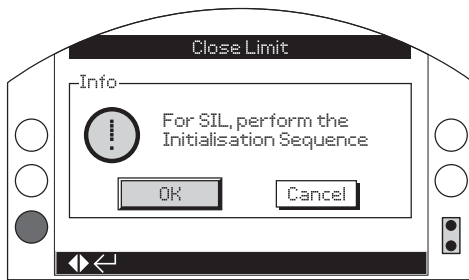 Close Limit
Info
For SIL, perform the
Initialisation Sequence
OK Cancel